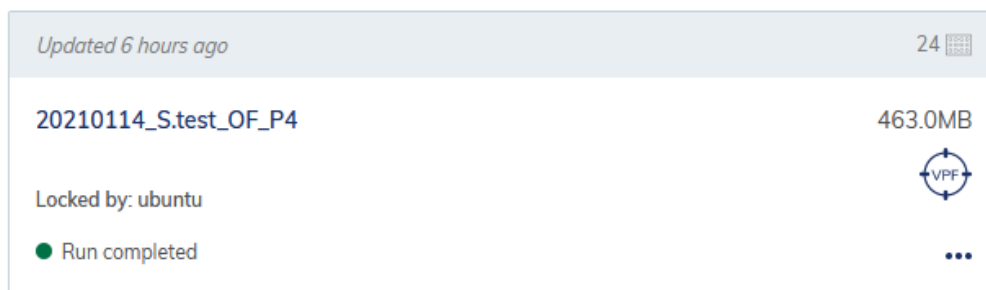 Updated 6 hours ago 24
20210114_S.test_OF_P4 463.0MB
VPF
Locked by: ubuntu
Run completed